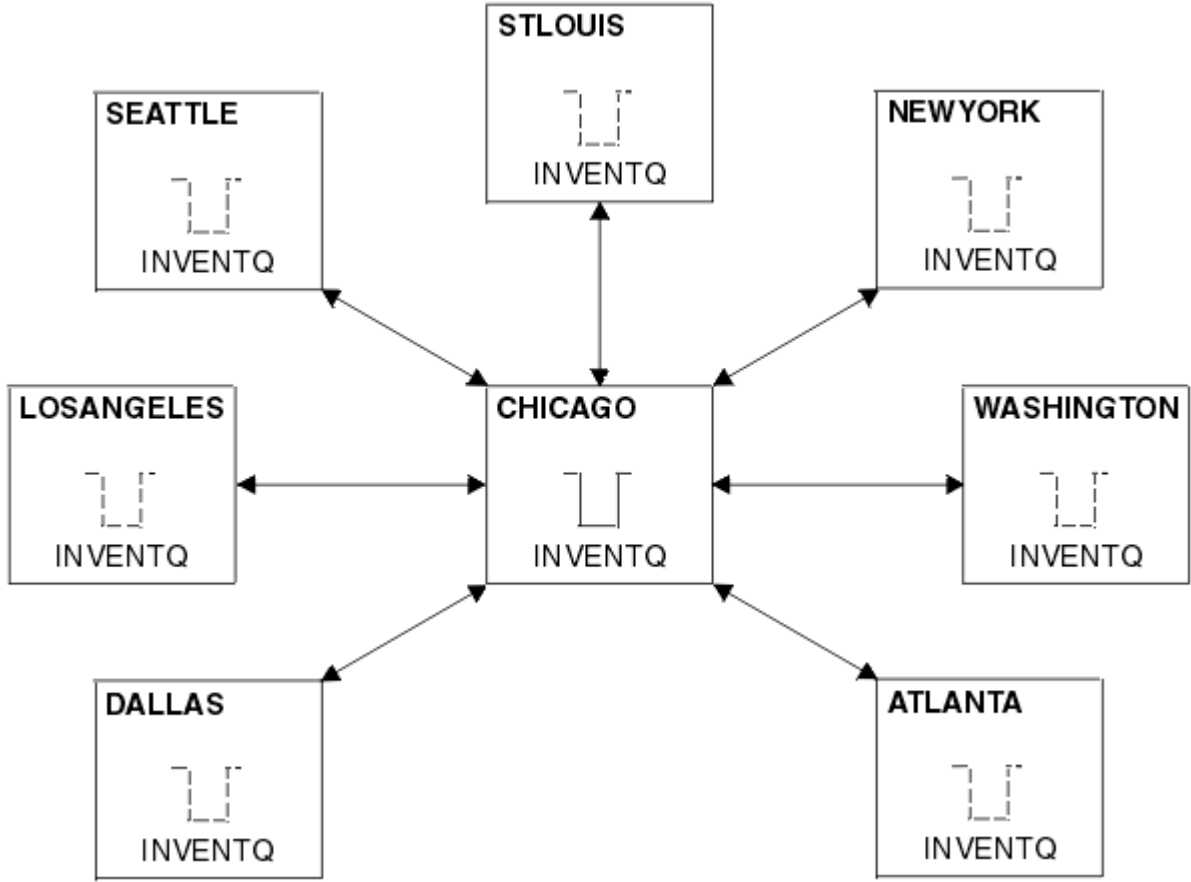 STLOUIS
INVENTQ
SEATTLE
INVENTQ
NEWYORK
INVENTQ
LOSANGELES
INVENTQ
CHICAGO
INVENTQ
WASHINGTON
INVENTQ
DALLAS
INVENTQ
ATLANTA
INVENTQ